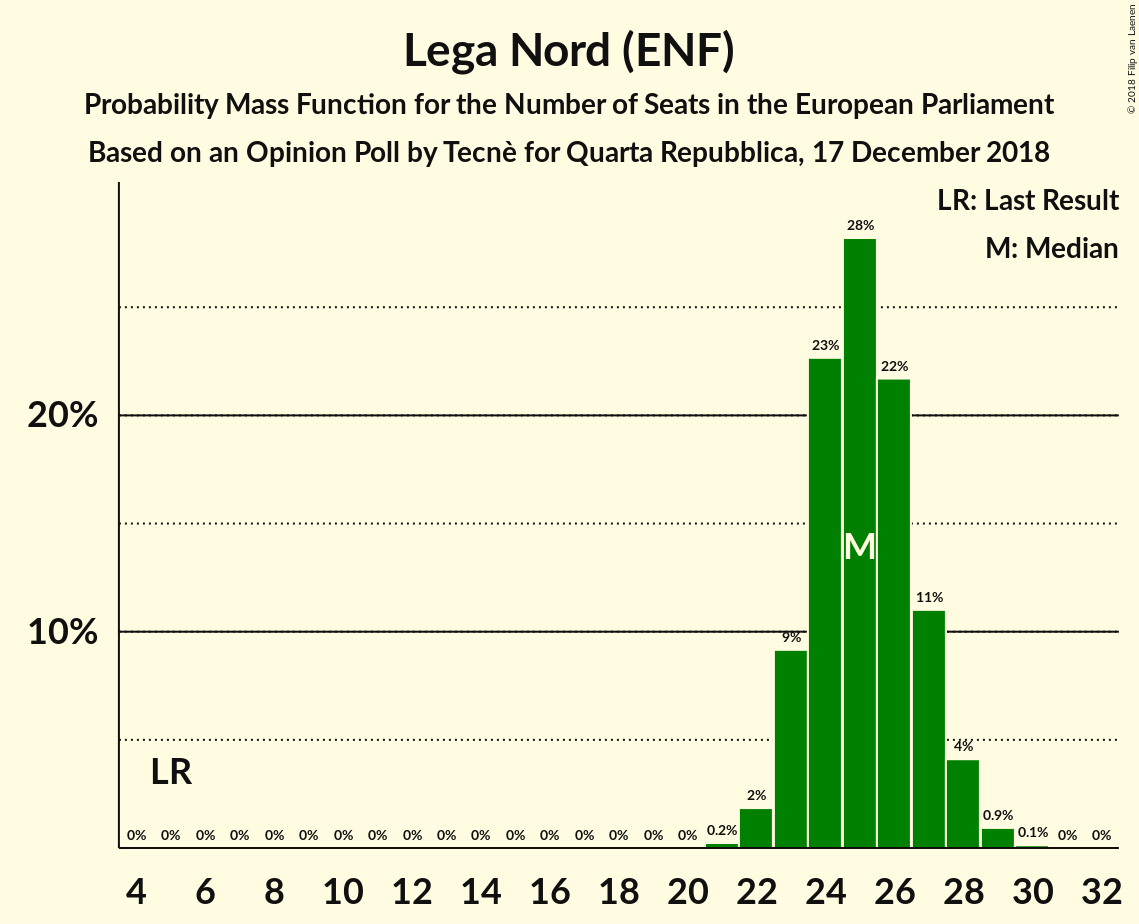 Lega Nord (ENF)
Probability Mass Function for the Number of Seats in the European Parliament
Based on an Opinion Poll by Tecnè for Quarta Repubblica, 17 December 2018
© 2018 Filip van Laenen
LR: Last Result
M: Median
28%
23%
22%
20%
M
11%
10%
9%
4%
LR
2%
0% 0% 0% 0% 0% 0% 0% 0% 0% 0% 0% 0% 0% 0% 0% 0% 0% 0.2% 0.9% 0.1% 0% 0%
4 6 8 10 12 14 16 18 20 22 24 26 28 30 32